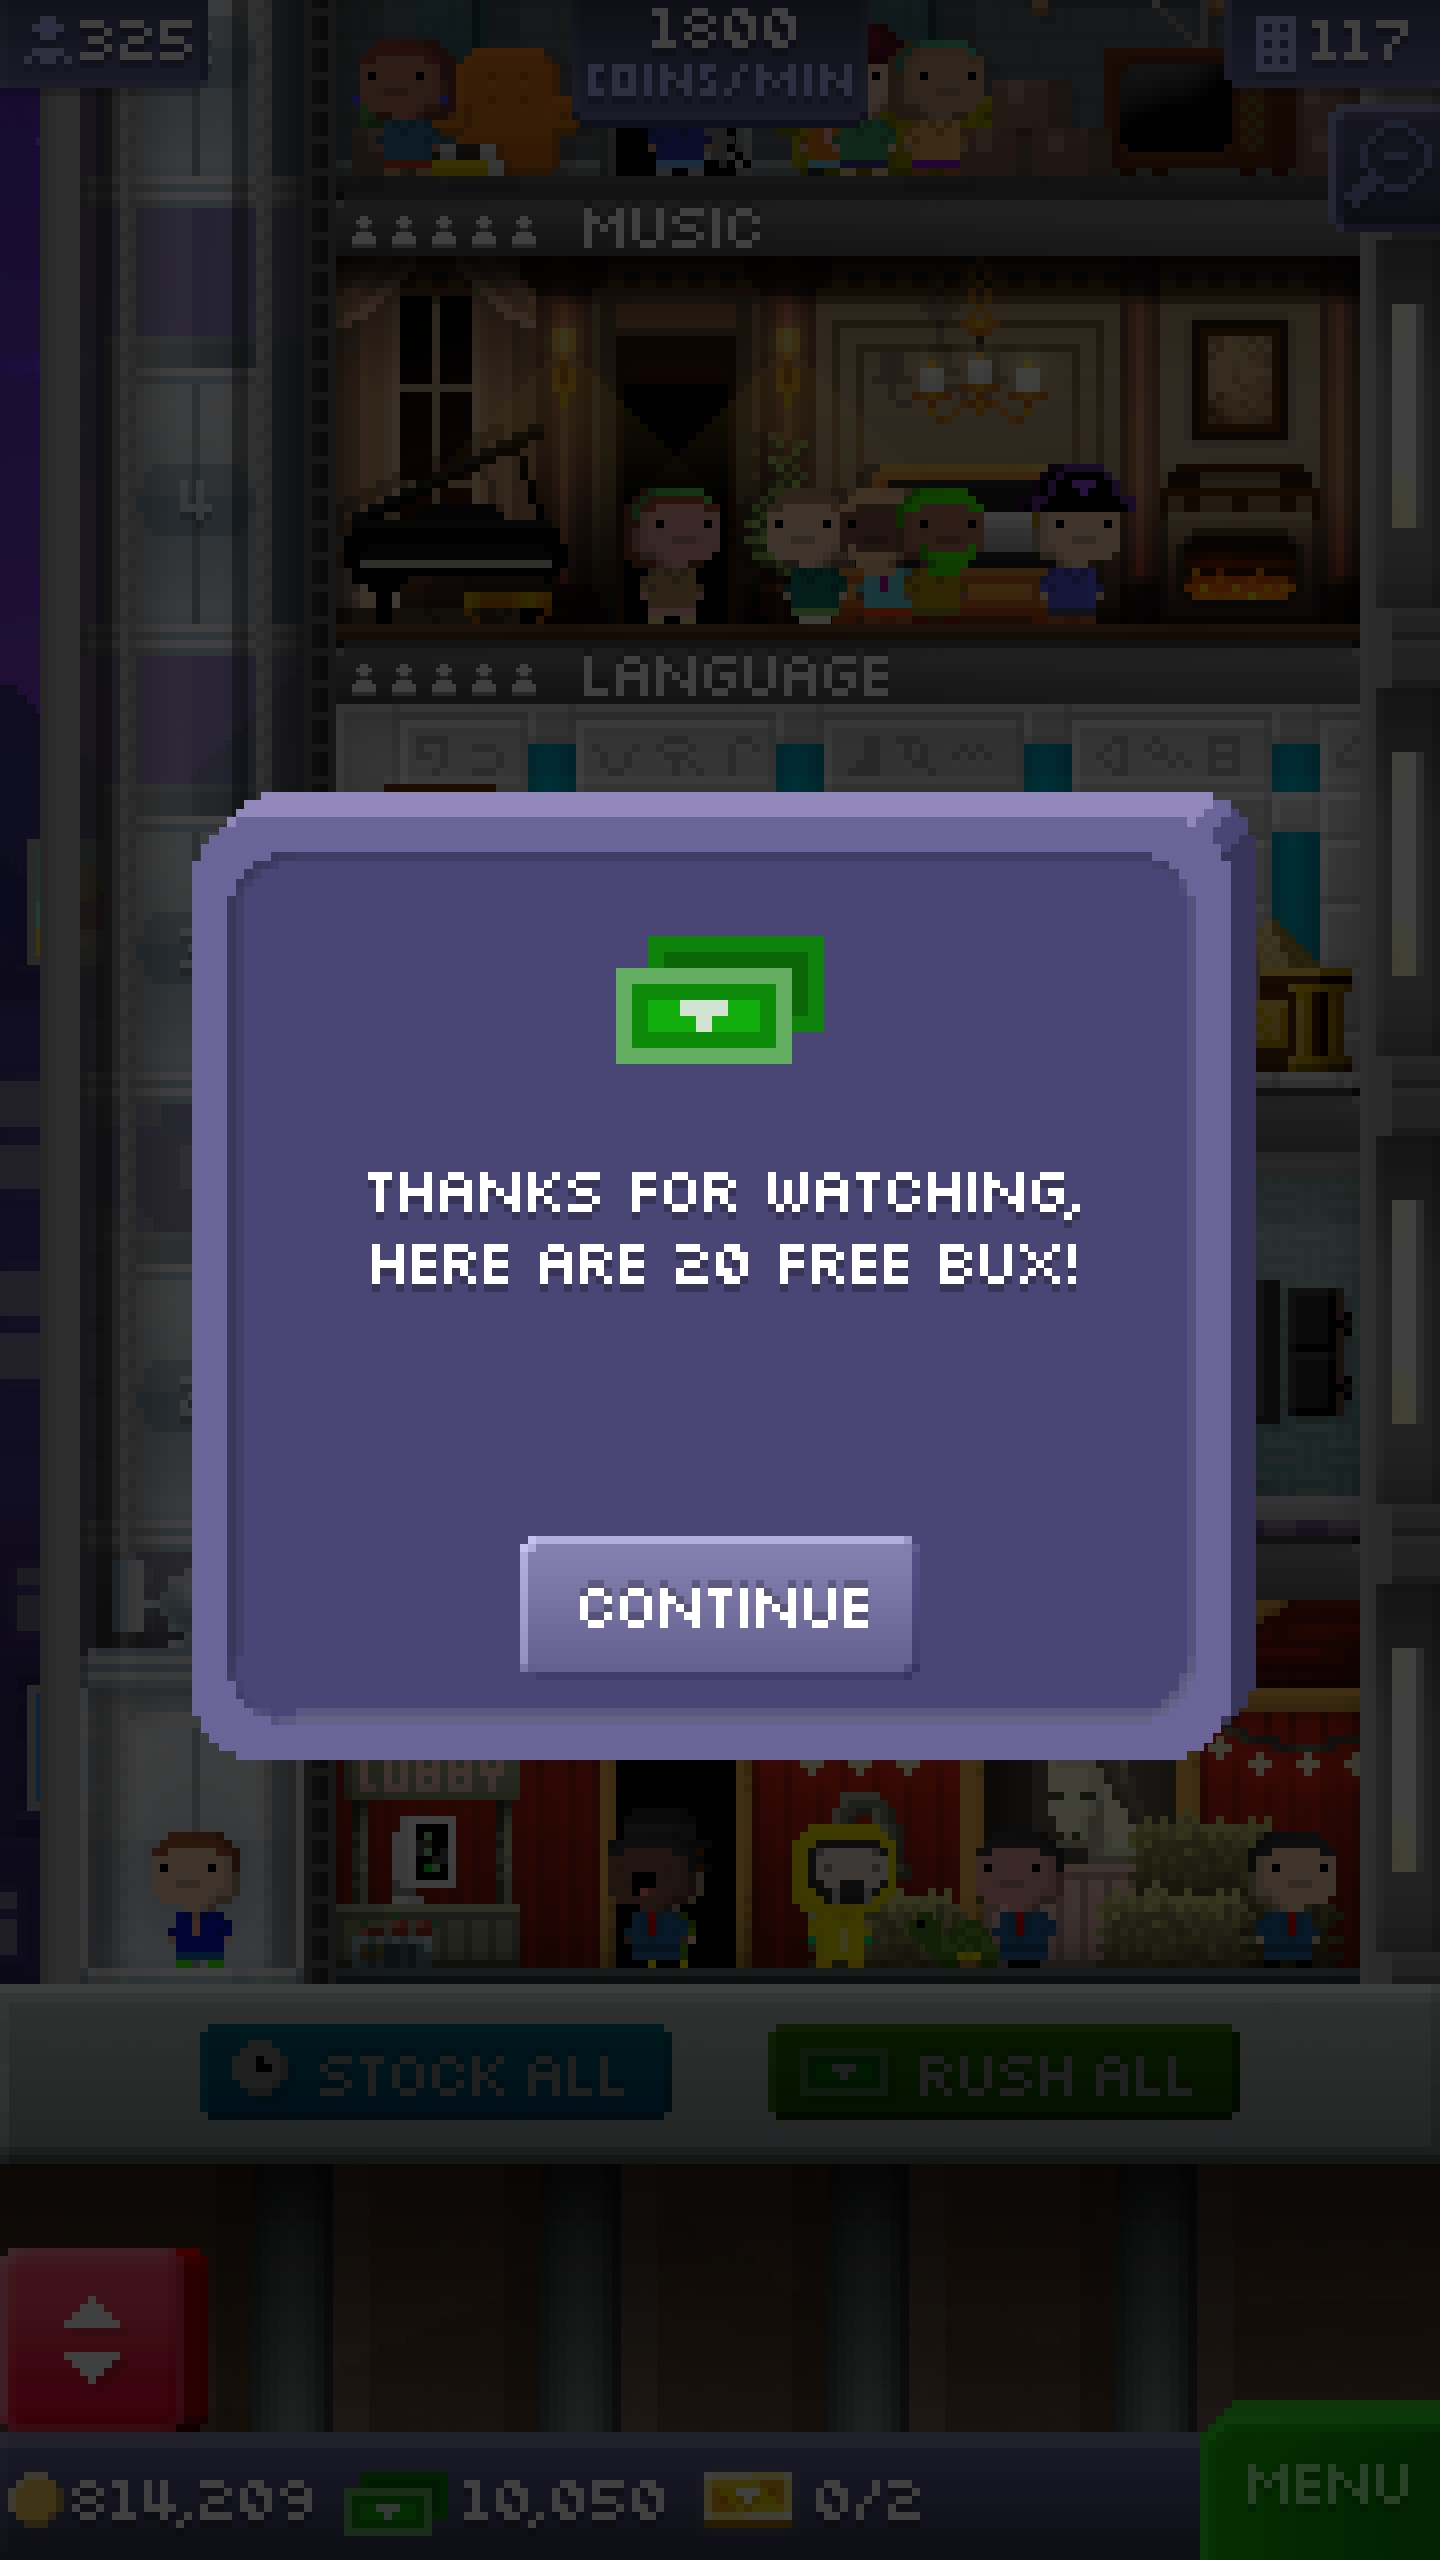 325
1800
COINS/MIN
117
MUSIC
4
LANGUAGE
THANKS FOR WATCHING,
HERE ARE 20 FREE BUX!
CONTINUE
LOBBY
STOCK ALL
RUSH ALL
814,209
10,050
0/2
MENU